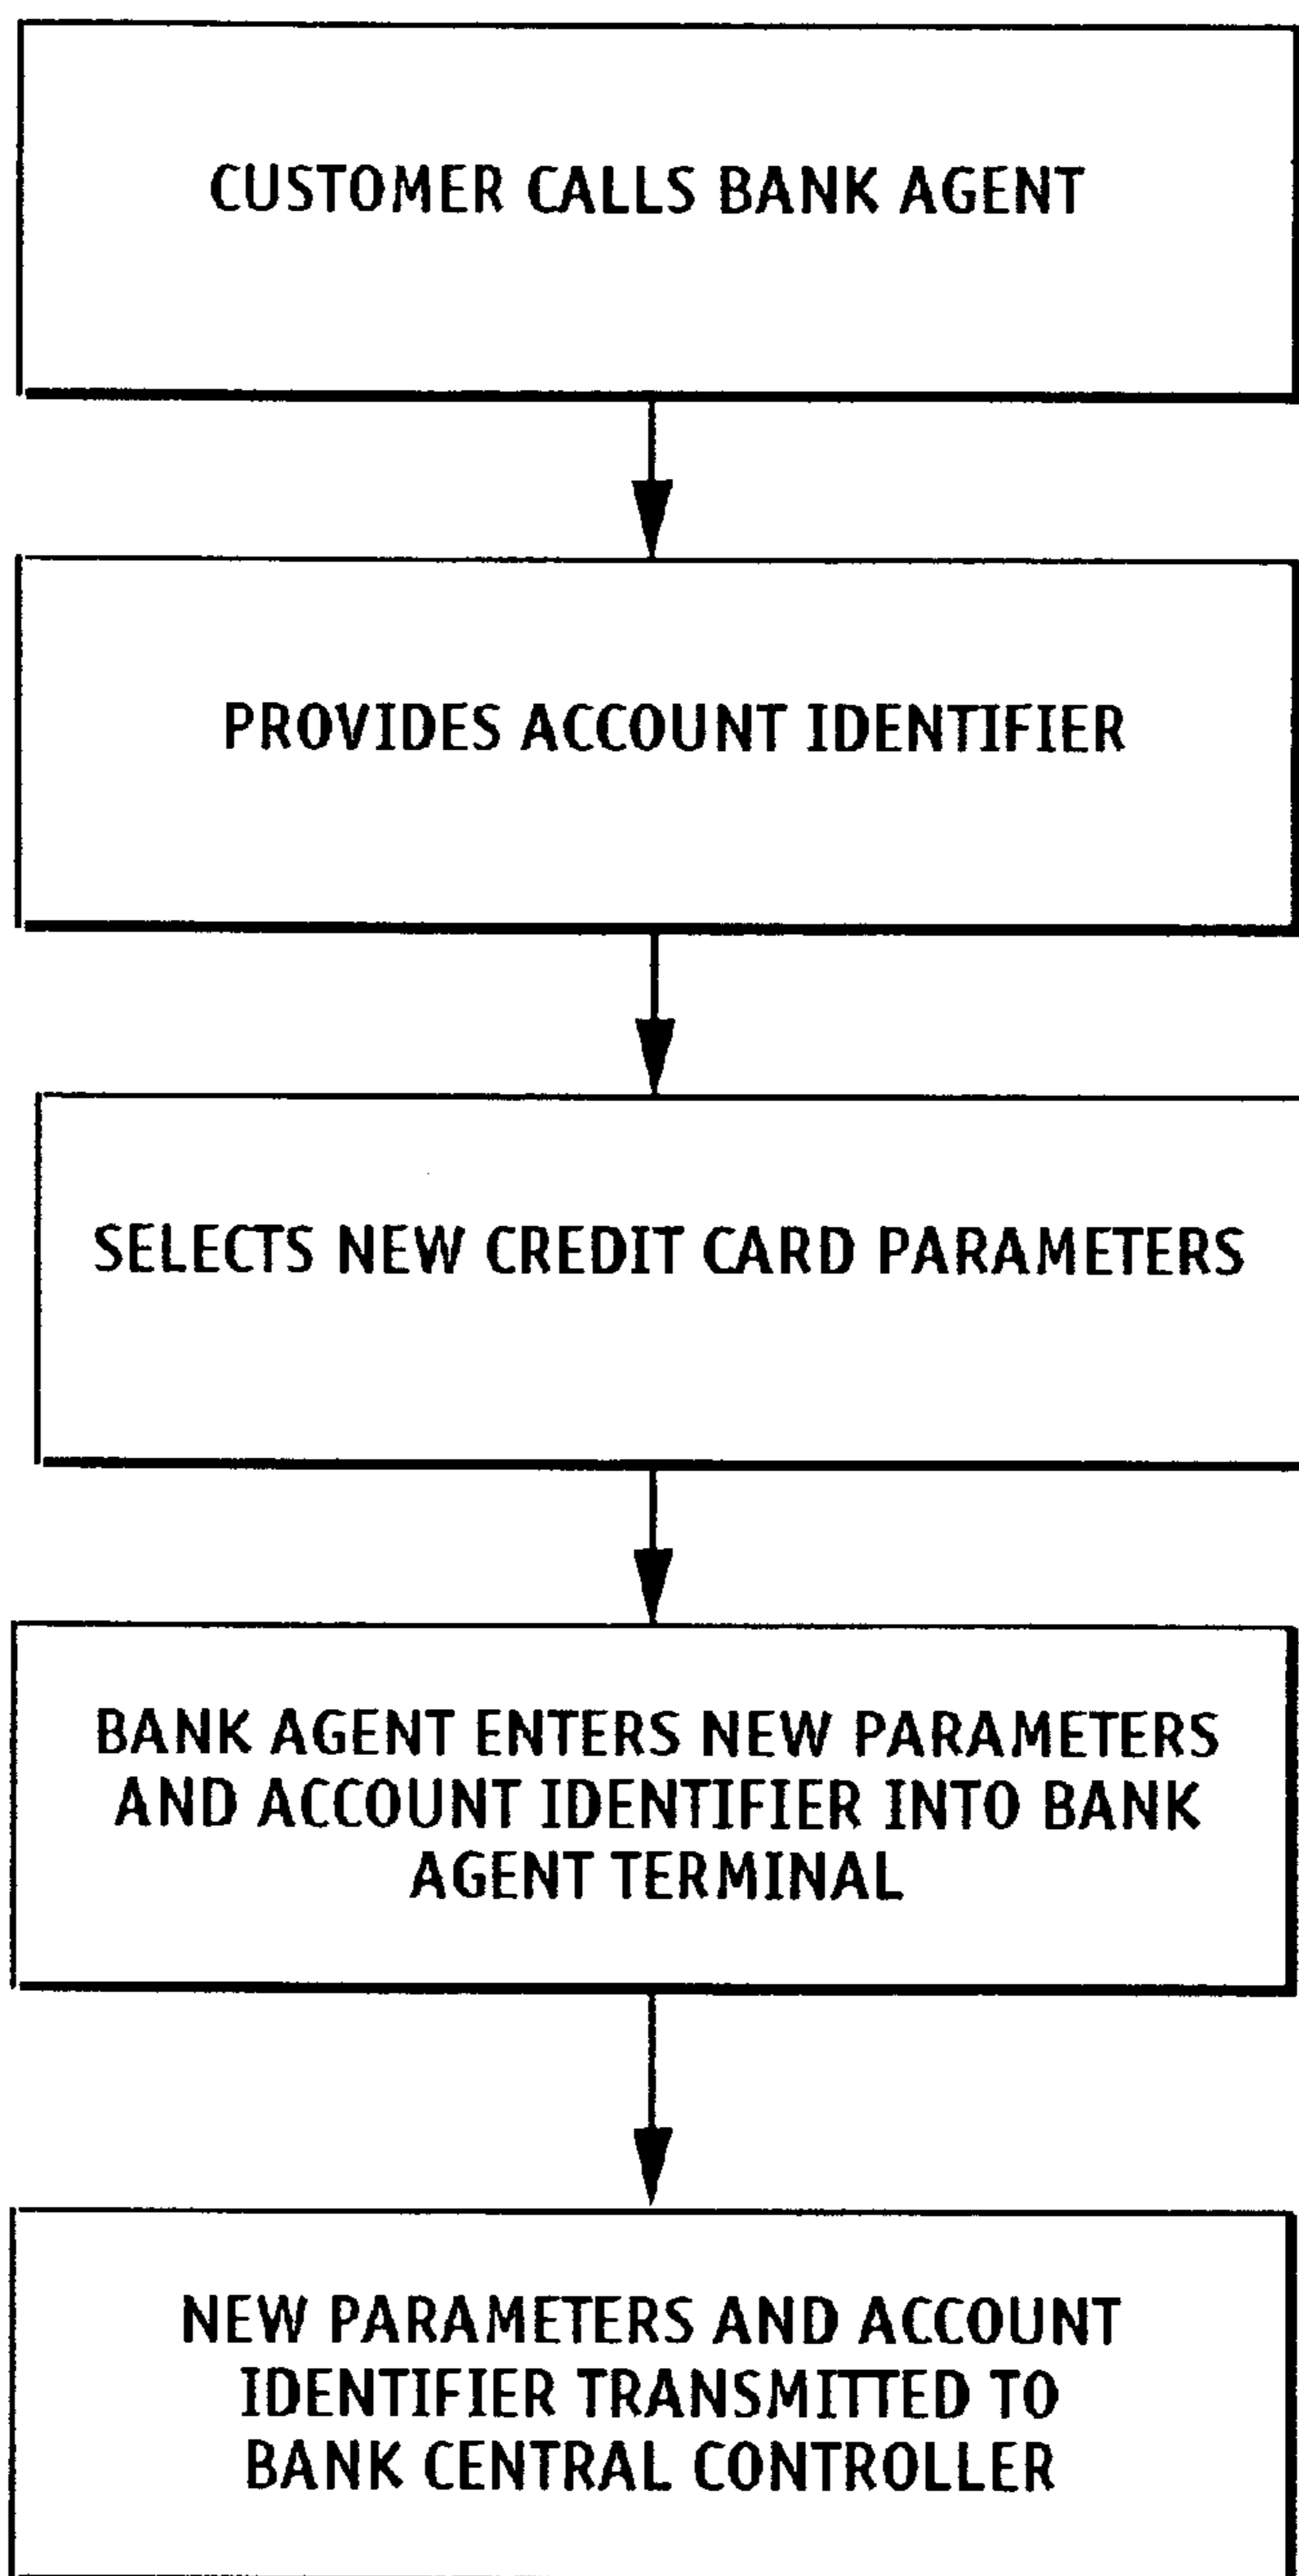 CUSTOMER CALLS BANK AGENT
PROVIDES ACCOUNT IDENTIFIER
SELECTS NEW CREDIT CARD PARAMETERS
BANK AGENT ENTERS NEW PARAMETERS
AND ACCOUNT IDENTIFIER INTO BANK
AGENT TERMINAL
NEW PARAMETERS AND ACCOUNT
IDENTIFIER TRANSMITTED TO
BANK CENTRAL CONTROLLER